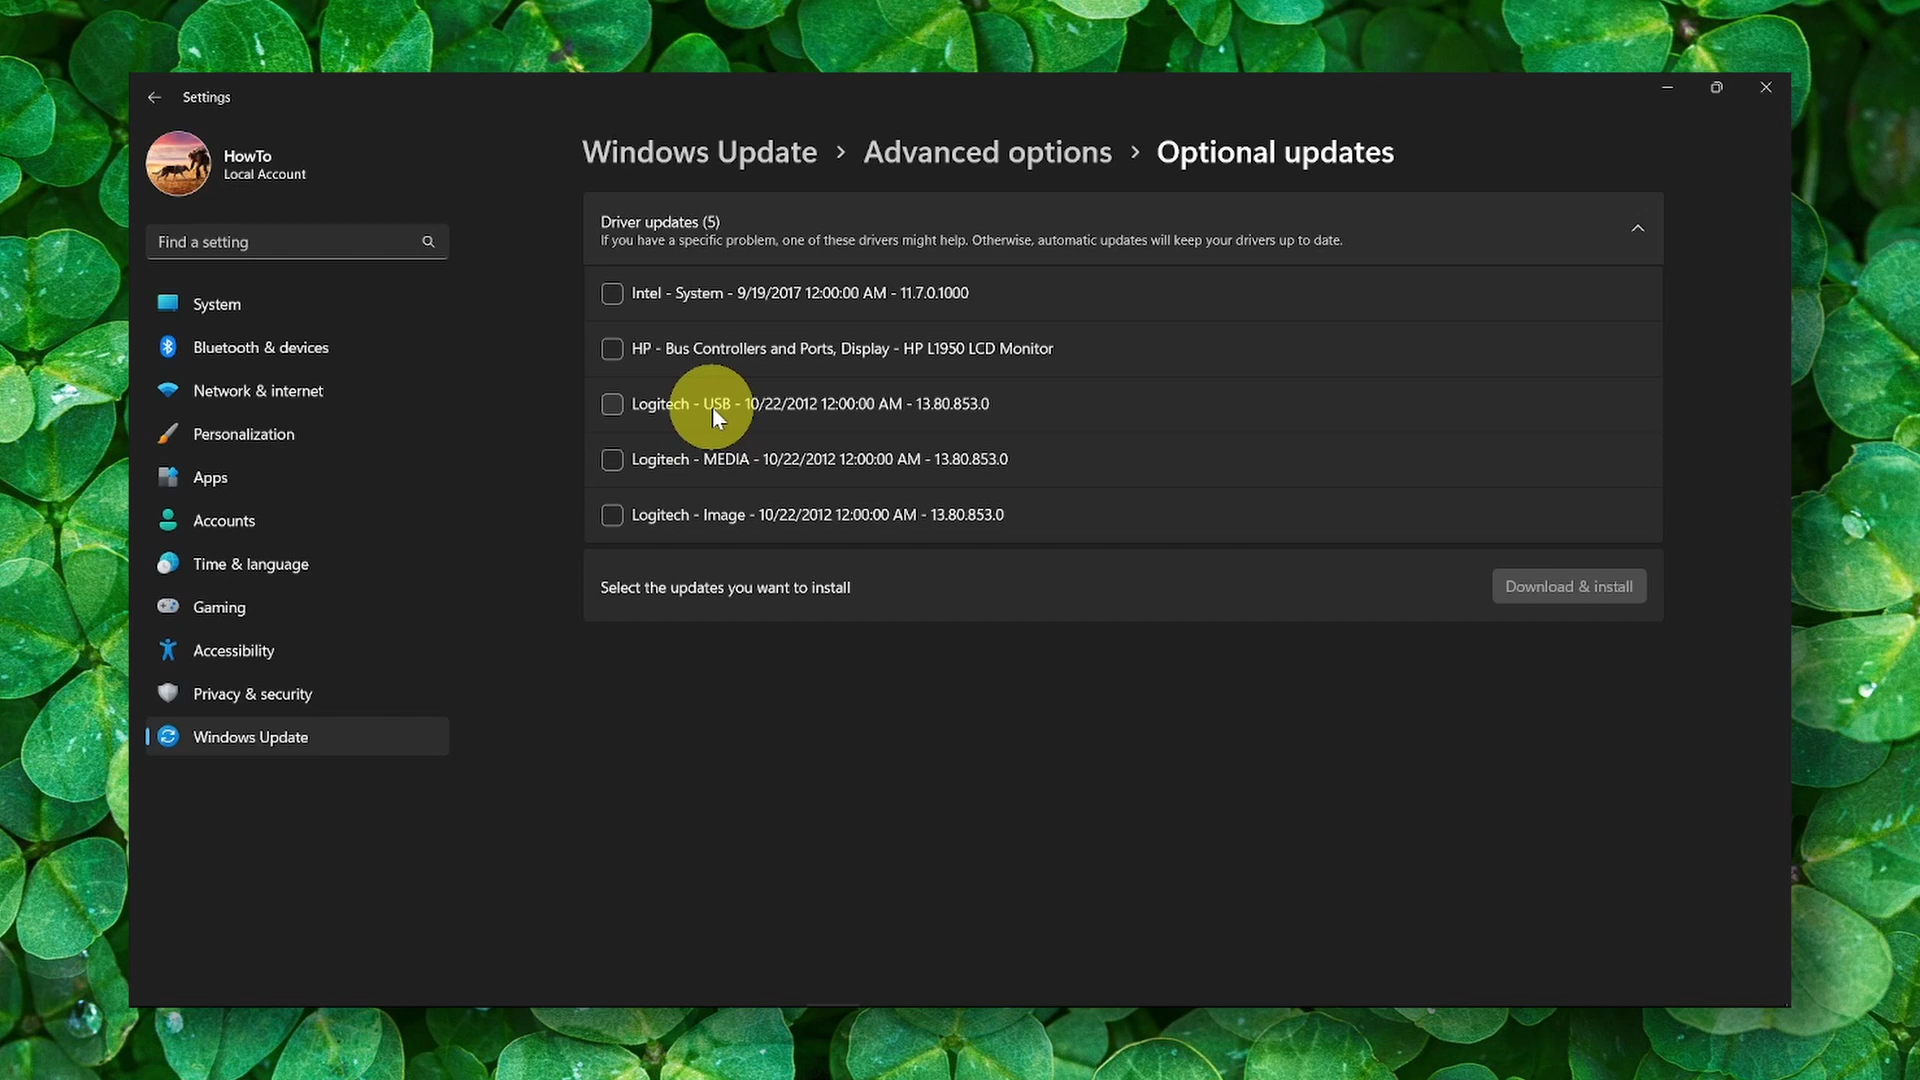 Settings
HowTo
Local Account
Find a setting
System
Bluetooth & devices
Network & internet
Personalization
Apps
Accounts
Time & language
Gaming
Accessibility
Privacy & security
Windows Update
Windows Update > Advanced options > Optional updates
Driver updates (5)
If you have a specific problem, one of these drivers might help. Otherwise, automatic updates will keep your drivers up to date.
Intel - System - 9/19/2017 12:00:00 AM - 11.7.0.1000
HP - Bus Controllers and Ports, Display - HP L1950 LCD Monitor
Logitech - USB - 10/22/2012 12:00:00 AM - 13.80.853.0
Logitech - MEDIA - 10/22/2012 12:00:00 AM - 13.80.853.0
Logitech - Image - 10/22/2012 12:00:00 AM - 13.80.853.0
Select the updates you want to install
Download & install